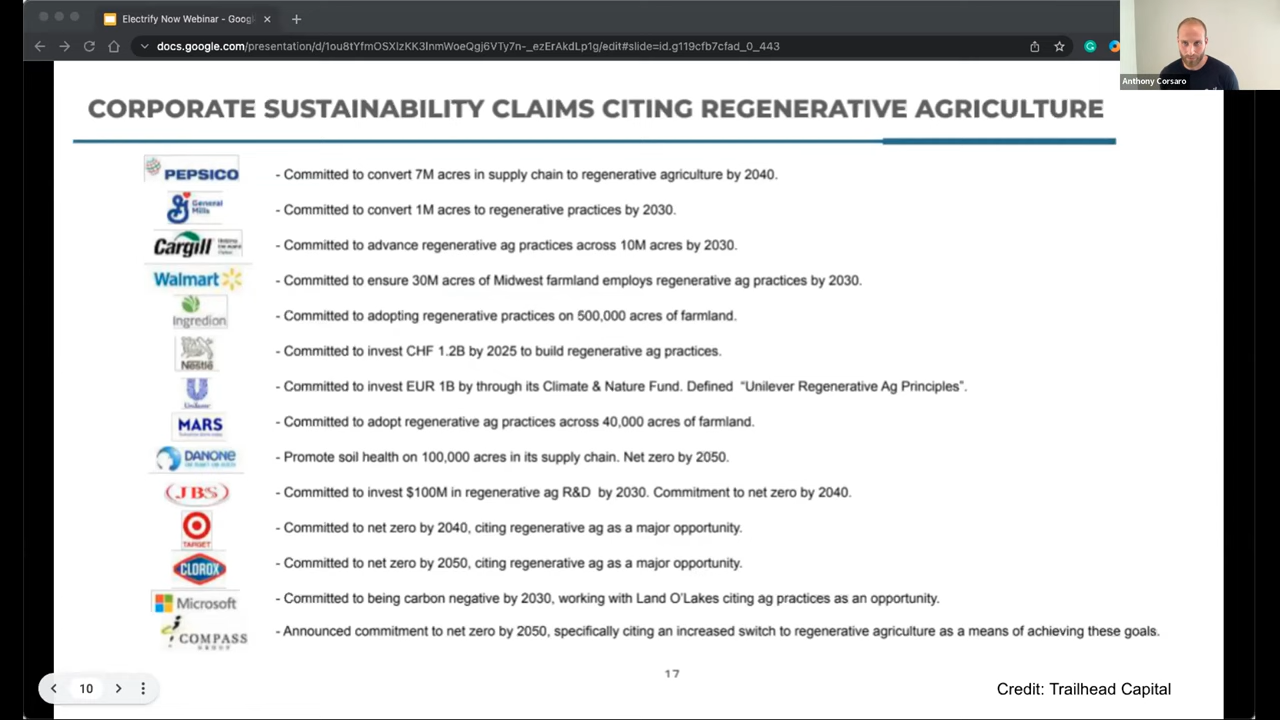 Electrify Now Webinar - Goog
docs.google.com/presentation/d/1ou8tYfmOSXIzKK3InmWoeQgj6VTy7n-_ezErAkdLp1g/edit#slide=id.g119cfb7cfad_0_443
Anthony Corsaro
CORPORATE SUSTAINABILITY CLAIMS CITING REGENERATIVE AGRICULTURE
PEPSICO - Committed to convert 7M acres in supply chain to regenerative agriculture by 2040.
General Mills - Committed to convert 1M acres to regenerative practices by 2030.
Cargill - Committed to advance regenerative ag practices across 10M acres by 2030.
Walmart - Committed to ensure 30M acres of Midwest farmland employs regenerative ag practices by 2030.
Ingredion - Committed to adopting regenerative practices on 500,000 acres of farmland.
Nestlé - Committed to invest CHF 1.2B by 2025 to build regenerative ag practices.
Unilever - Committed to invest EUR 1B by through its Climate & Nature Fund. Defined “Unilever Regenerative Ag Principles”.
MARS - Committed to adopt regenerative ag practices across 40,000 acres of farmland.
DANONE - Promote soil health on 100,000 acres in its supply chain. Net zero by 2050.
JBS - Committed to invest $100M in regenerative ag R&D by 2030. Commitment to net zero by 2040.
TARGET - Committed to net zero by 2040, citing regenerative ag as a major opportunity.
CLOROX - Committed to net zero by 2050, citing regenerative ag as a major opportunity.
Microsoft - Committed to being carbon negative by 2030, working with Land O’Lakes citing ag practices as an opportunity.
COMPASS GROUP - Announced commitment to net zero by 2050, specifically citing an increased switch to regenerative agriculture as a means of achieving these goals.
17
10
Credit: Trailhead Capital